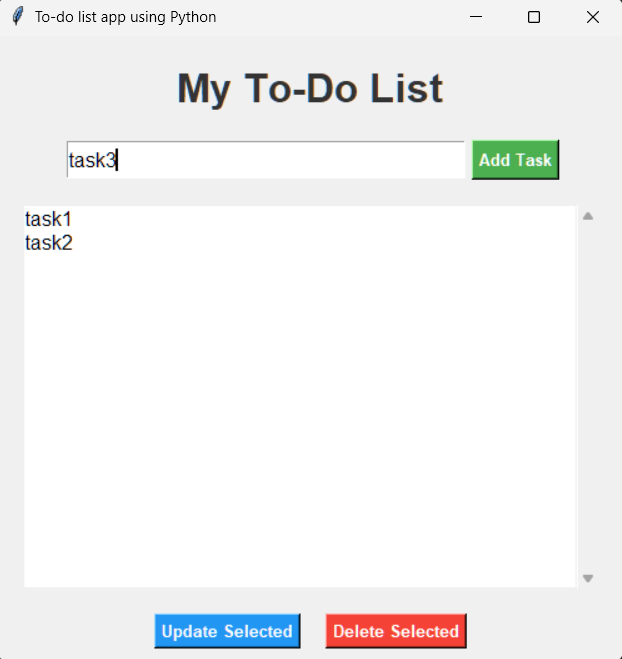 To-do list app using Python
My To-Do List
task3 Add Task
task1
task2
Update Selected Delete Selected